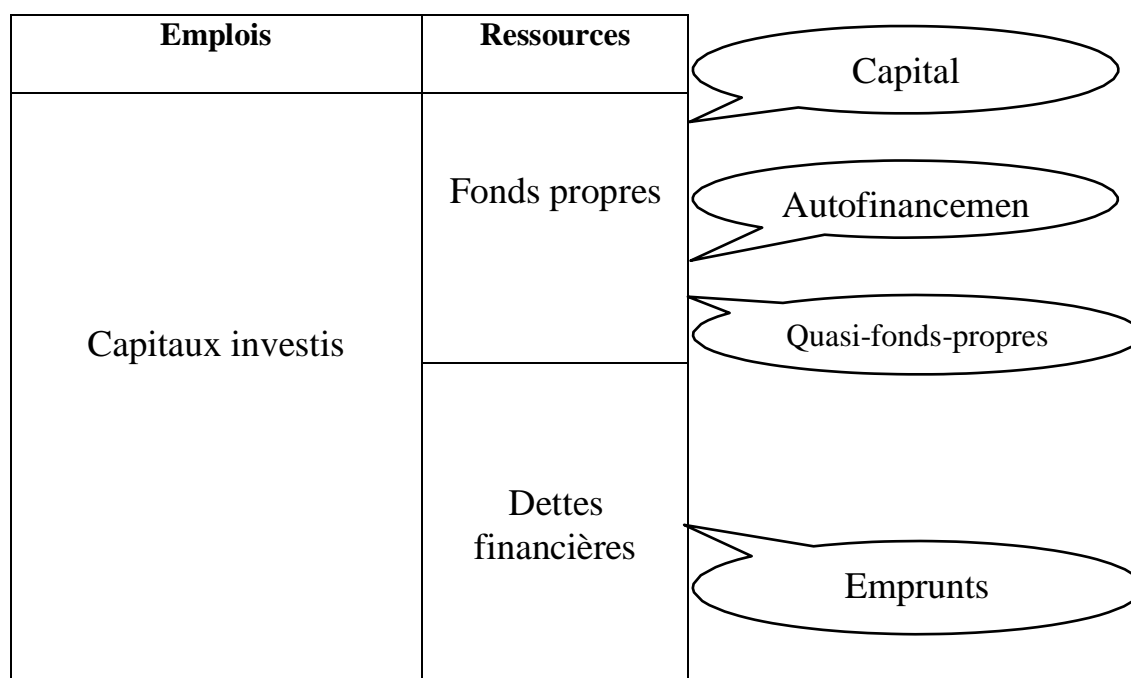 Emplois
Ressources
Capital
Fonds propres
Autofinancemen
Capitaux investis
Quasi-fonds-propres
Dettes
financières
Emprunts